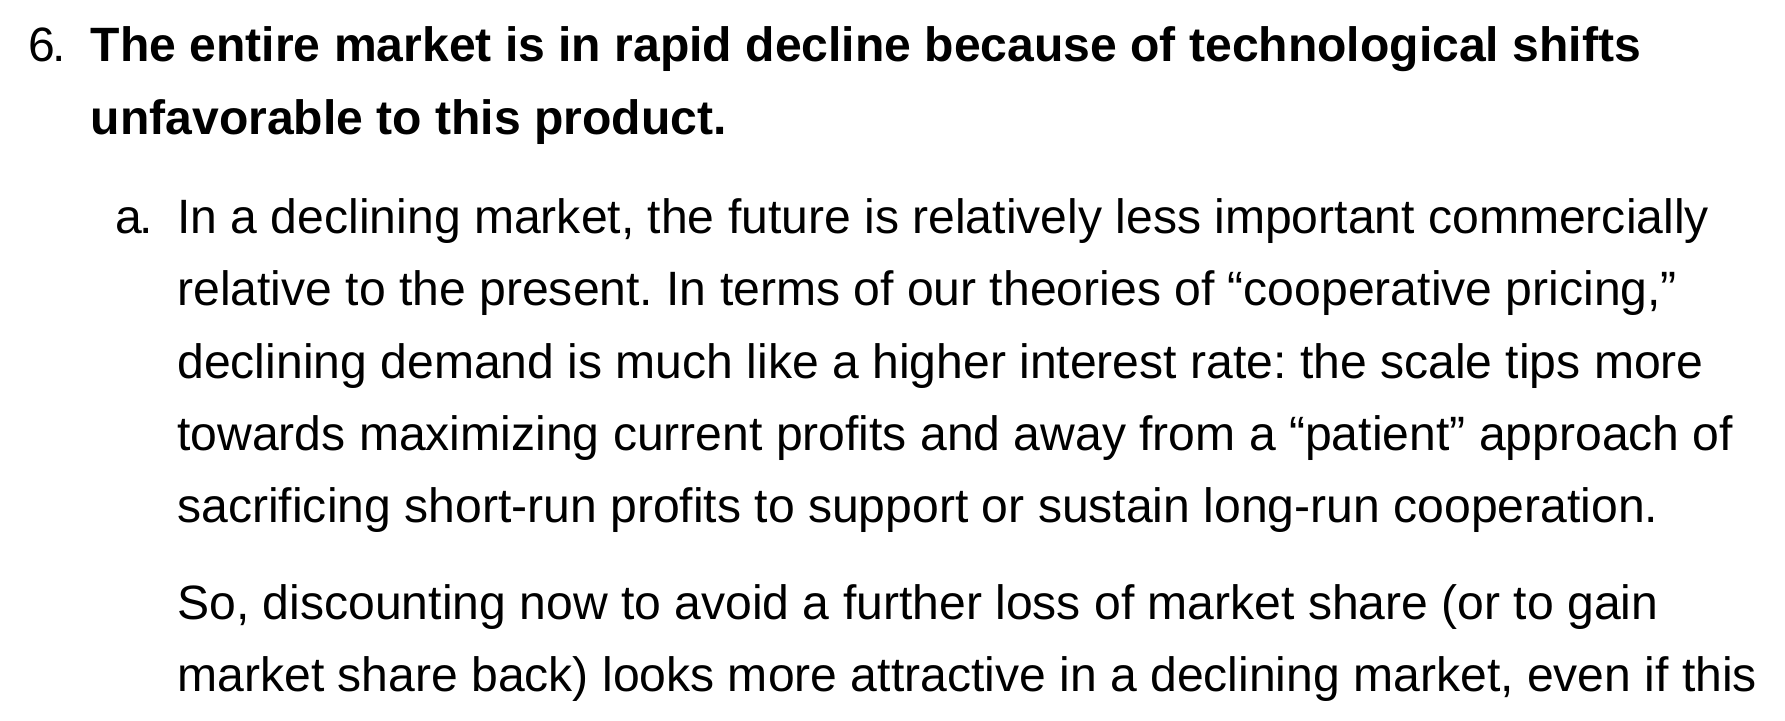 6. The entire market is in rapid decline because of technological shifts
unfavorable to this product.
a. In a declining market, the future is relatively less important commercially
relative to the present. In terms of our theories of “cooperative pricing,”
declining demand is much like a higher interest rate: the scale tips more
towards maximizing current profits and away from a “patient” approach of
sacrificing short-run profits to support or sustain long-run cooperation.
So, discounting now to avoid a further loss of market share (or to gain
market share back) looks more attractive in a declining market, even if this